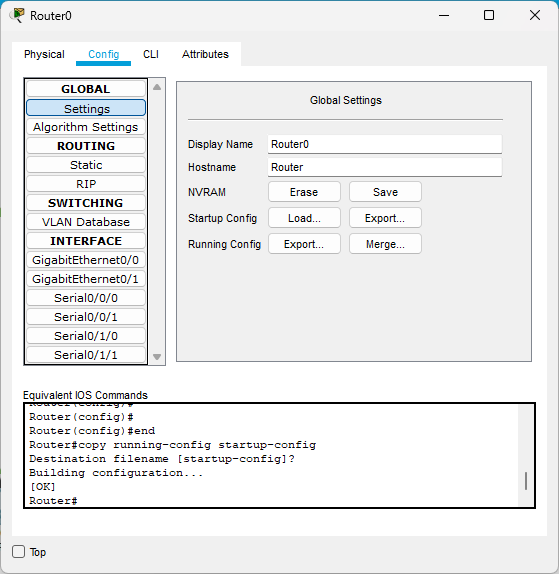 Router0
Physical Config CLI Attributes
GLOBAL
Settings
Algorithm Settings
ROUTING
Static
RIP
SWITCHING
VLAN Database
INTERFACE
GigabitEthernet0/0
GigabitEthernet0/1
Serial0/0/0
Serial0/0/1
Serial0/1/0
Serial0/1/1
Global Settings
Display Name Router0
Hostname Router
NVRAM Erase Save
Startup Config Load... Export...
Running Config Export... Merge...
Equivalent IOS Commands
Router(config)#
Router(config)#
Router(config)#end
Router#copy running-config startup-config
Destination filename [startup-config]?
Building configuration...
[OK]
Router#
Top